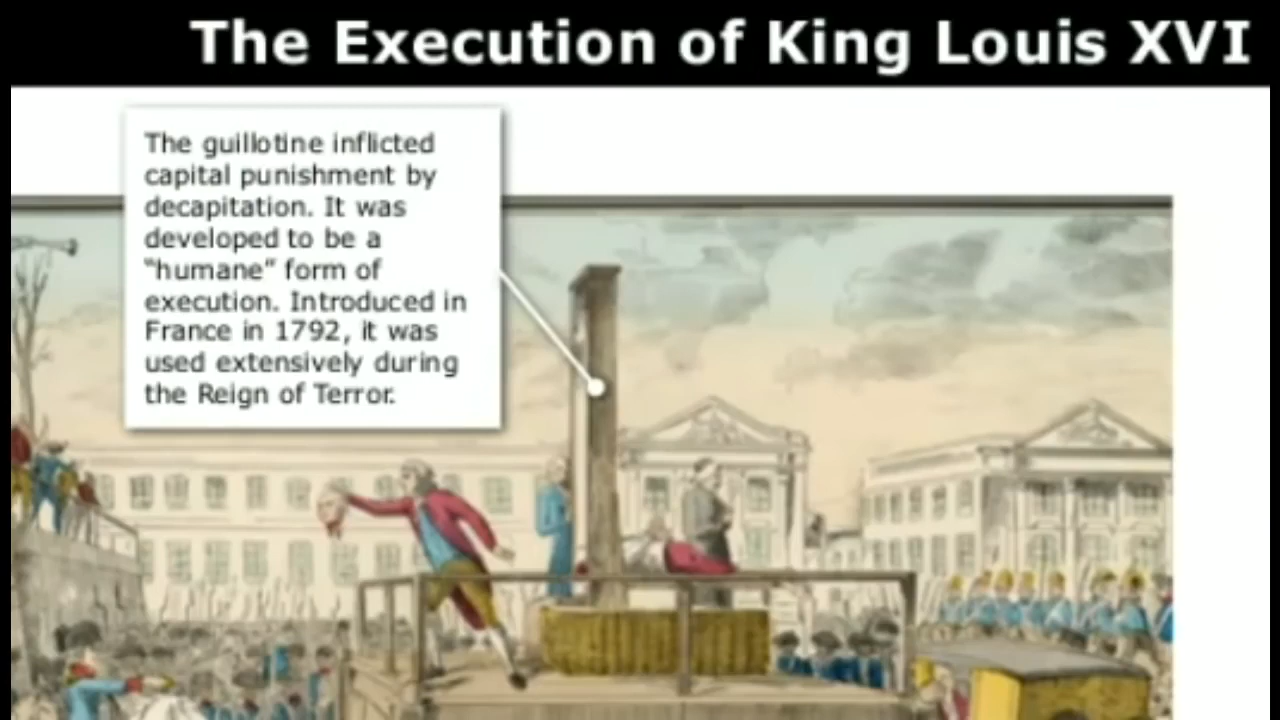 The Execution of King Louis XVI
The guillotine inflicted
capital punishment by
decapitation. It was
developed to be a
“humane” form of
execution. Introduced in
France in 1792, it was
used extensively during
the Reign of Terror.